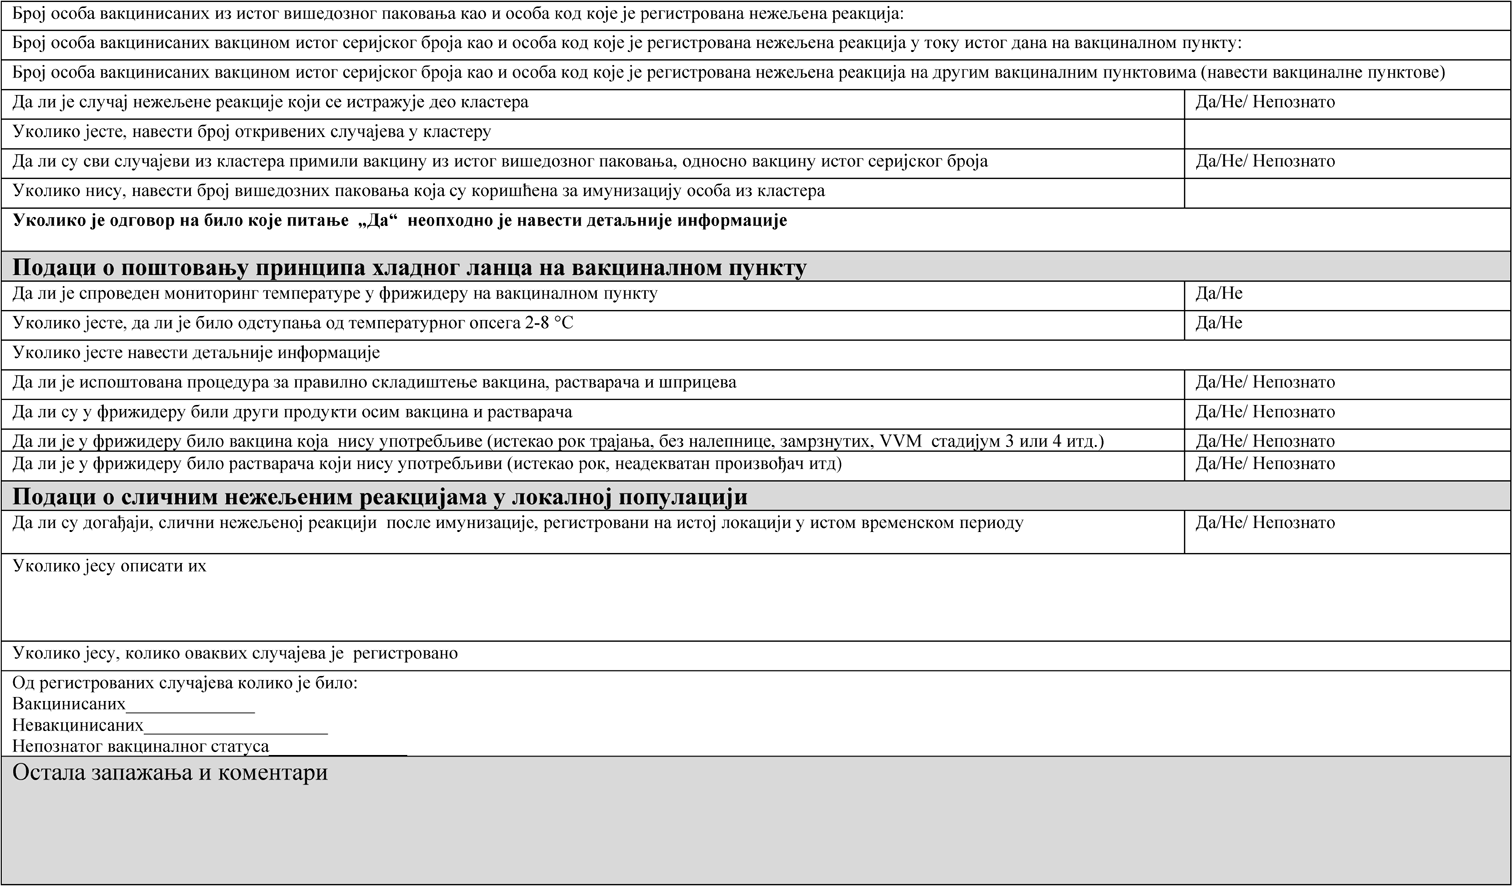 Број особа вакцинисаних из истог вишедозног паковања као и особа код које је регистрована нежељена реакција:
Број особа вакцинисаних вакцином истог серијског броја као и особа код које је регистрована нежељена реакција у току истог дана на вакциналном пункту:
Број особа вакцинисаних вакцином истог серијског броја као и особа код које је регистрована нежељена реакција на другим вакциналним пунктовима (навести вакциналне пунктове)
Да ли је случај нежељене реакције који се истражује део кластера Да/Не/ Непознато
Уколико јесте, навести број откривених случајева у кластеру
Да ли су сви случајеви из кластера примили вакцину из истог вишедозног паковања, односно вакцину истог серијског броја Да/Не/ Непознато
Уколико нису, навести број вишедозних паковања која су коришћена за имунизацију особа из кластера
Уколико је одговор на било које питање „Да“ неопходно је навести детаљније информације
Подаци о поштовању принципа хладног ланца на вакциналном пункту
Да ли је спроведен мониторинг температуре у фрижидеру на вакциналном пункту Да/Не
Уколико јесте, да ли је било одступања од температурног опсега 2-8 °C Да/Не
Уколико јесте навести детаљније информације
Да ли је испоштована процедура за правилно складиштење вакцина, растварача и шприцева Да/Не/ Непознато
Да ли су у фрижидеру били други продукти осим вакцина и растварача Да/Не/ Непознато
Да ли је у фрижидеру било вакцина која нису употребљиве (истекао рок трајања, без налепнице, замрзнутих, VVM стадијум 3 или 4 итд.) Да/Не/ Непознато
Да ли је у фрижидеру било растварача који нису употребљиви (истекао рок, неадекватан произвођач итд) Да/Не/ Непознато
Подаци о сличним нежељеним реакцијама у локалној популацији
Да ли су догађаји, слични нежељеној реакцији после имунизације, регистровани на истој локацији у истом временском периоду Да/Не/ Непознато
Уколико јесу описати их
Уколико јесу, колико оваквих случајева је регистровано
Од регистрованих случајева колико је било:
Вакцинисаних______________
Невакцинисаних____________________
Непознатог вакциналног статуса_______________
Остала запажања и коментари